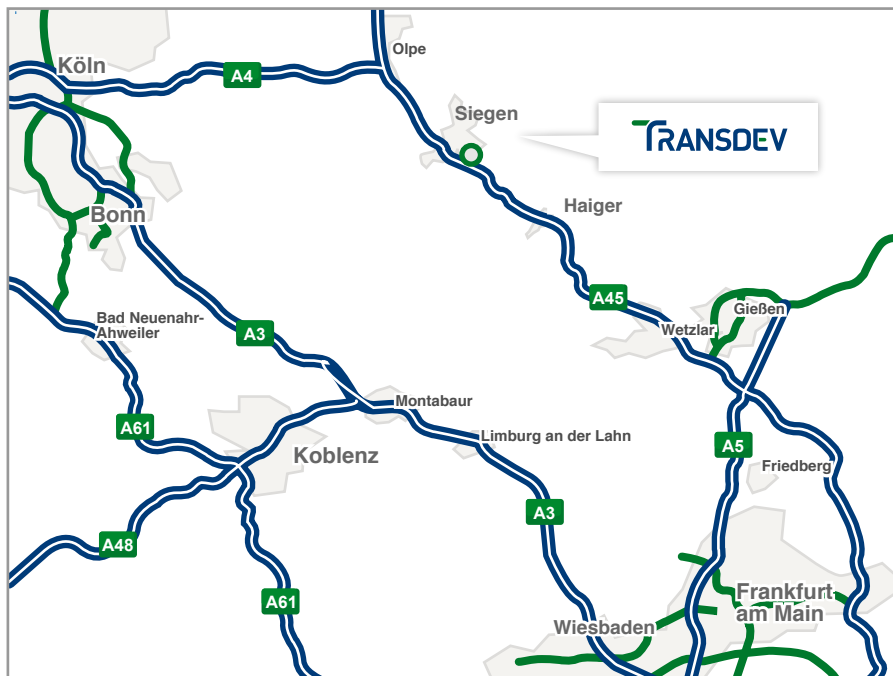 Olpe
Köln
A4
Siegen
TRANSDEV
Haiger
Bonn
A45
Gießen
Bad Neuenahr-
Ahweiler
A3
Wetzlar
Montabaur
A61
Limburg an der Lahn
Koblenz
A5
Friedberg
A3
A48
Frankfurt
am Main
A61
Wiesbaden